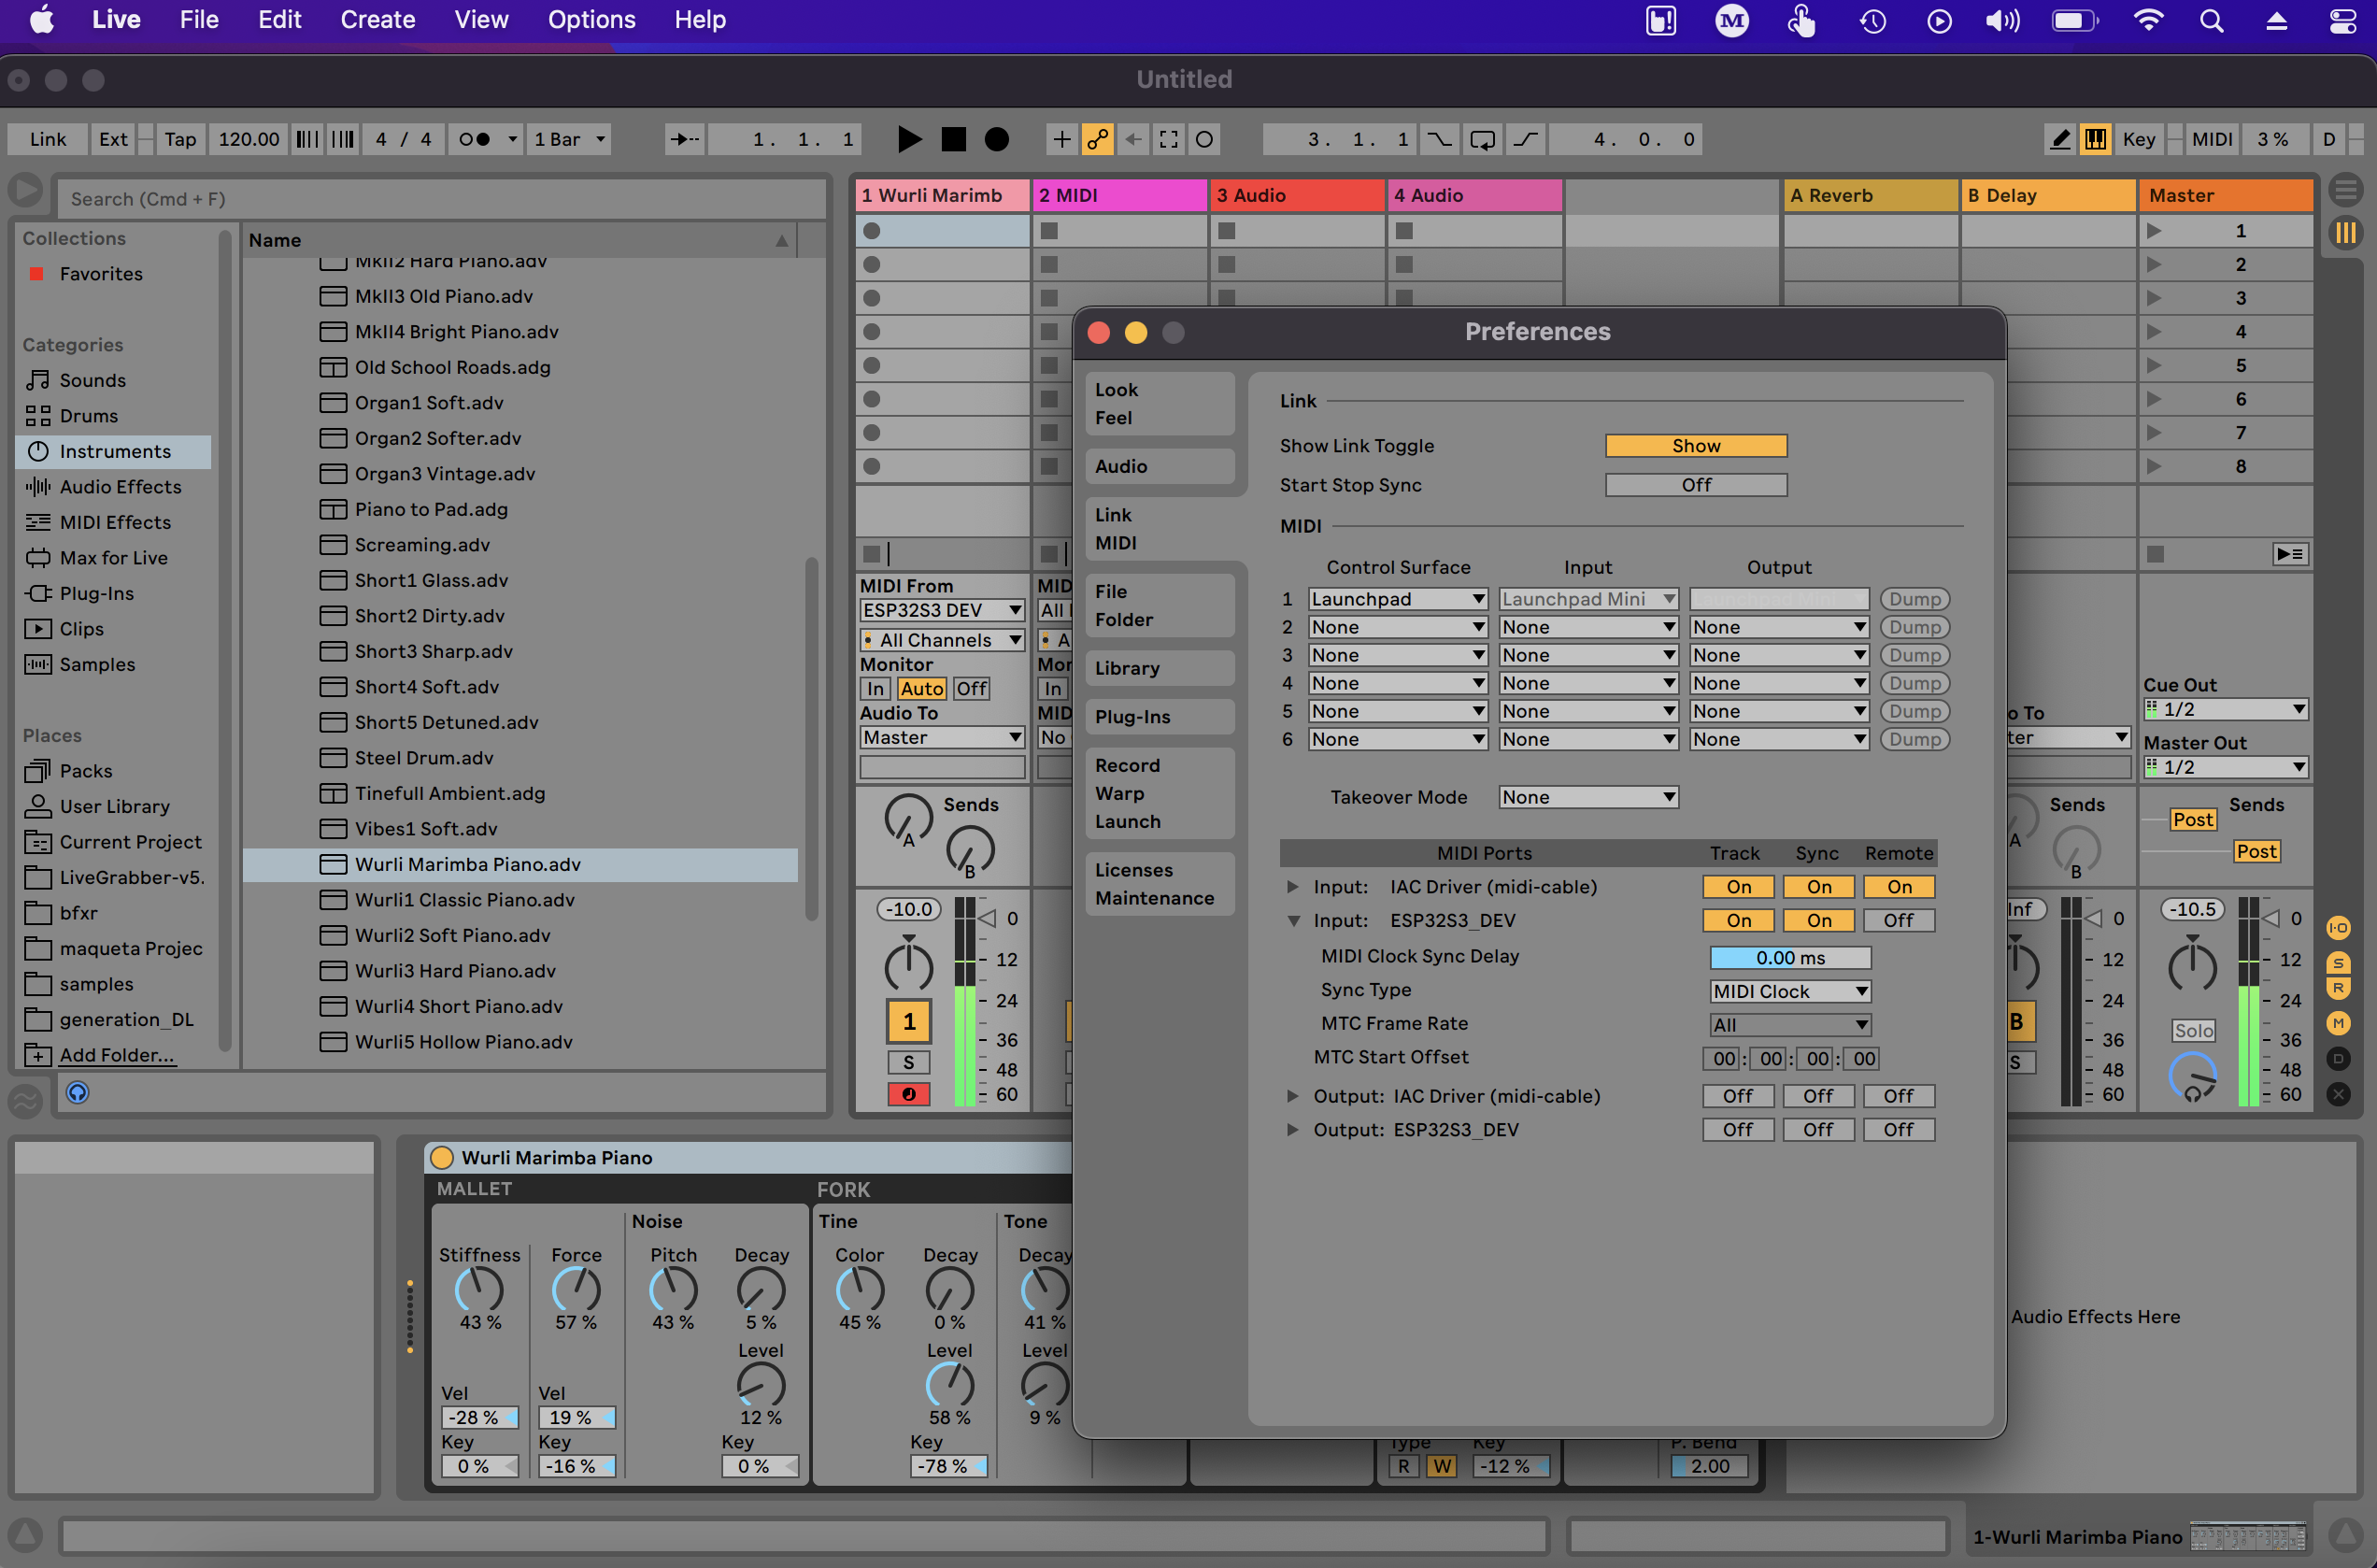 Live File Edit Create View Options Help
Untitled
Link Ext Tap 120.00 4 / 4 1 Bar 1. 1. 1 3. 1. 1 4. 0. 0 Key MIDI 3 % D
Search (Cmd + F)
Collections
Favorites
Categories
Sounds
Drums
Instruments
Audio Effects
MIDI Effects
Max for Live
Plug-Ins
Clips
Samples
Places
Packs
User Library
Current Project
LiveGrabber-v5.
bfxr
maqueta Projec
samples
generation_DL
Add Folder...
Name
MkII2 Hard Piano.adv
MkII3 Old Piano.adv
MkII4 Bright Piano.adv
Old School Roads.adg
Organ1 Soft.adv
Organ2 Softer.adv
Organ3 Vintage.adv
Piano to Pad.adg
Screaming.adv
Short1 Glass.adv
Short2 Dirty.adv
Short3 Sharp.adv
Short4 Soft.adv
Short5 Detuned.adv
Steel Drum.adv
Tinefull Ambient.adg
Vibes1 Soft.adv
Wurli Marimba Piano.adv
Wurli1 Classic Piano.adv
Wurli2 Soft Piano.adv
Wurli3 Hard Piano.adv
Wurli4 Short Piano.adv
Wurli5 Hollow Piano.adv
1 Wurli Marimb 2 MIDI 3 Audio 4 Audio A Reverb B Delay Master
1
2
3
4
5
6
7
8
MIDI From
ESP32S3 DEV
All Channels
Monitor
In Auto Off
Audio To
Master
Sends
A
B
-10.0
0
12
24
36
48
60
1
S
Preferences
Look
Feel
Audio
Link
MIDI
File
Folder
Library
Plug-Ins
Record
Warp
Launch
Licenses
Maintenance
Link
Show Link Toggle Show
Start Stop Sync Off
MIDI
Control Surface Input Output
1 Launchpad Launchpad Mini Launchpad Mini Dump
2 None None None Dump
3 None None None Dump
4 None None None Dump
5 None None None Dump
6 None None None Dump
Takeover Mode None
MIDI Ports Track Sync Remote
Input: IAC Driver (midi-cable) On On On
Input: ESP32S3_DEV On On Off
MIDI Clock Sync Delay 0.00 ms
Sync Type MIDI Clock
MTC Frame Rate All
MTC Start Offset 00 : 00 : 00 : 00
Output: IAC Driver (midi-cable) Off Off Off
Output: ESP32S3_DEV Off Off Off
Sends
A
B
0
12
24
36
48
60
B
S
Cue Out
1/2
Master Out
1/2
Sends
Post
Post
-10.5
0
12
24
36
48
60
Solo
I·O
S
R
M
D
X
Wurli Marimba Piano
MALLET FORK
Noise Tine Tone
Stiffness Force Pitch Decay Color Decay Decay
43 % 57 % 43 % 5 % 45 % 0 % 41 %
Level Level Level
12 % 58 % 9 %
Vel Vel
-28 % 19 %
Key Key Key Key Type Key P. Bend
0 % -16 % 0 % -78 % R W -12 % 2.00
Audio Effects Here
1-Wurli Marimba Piano